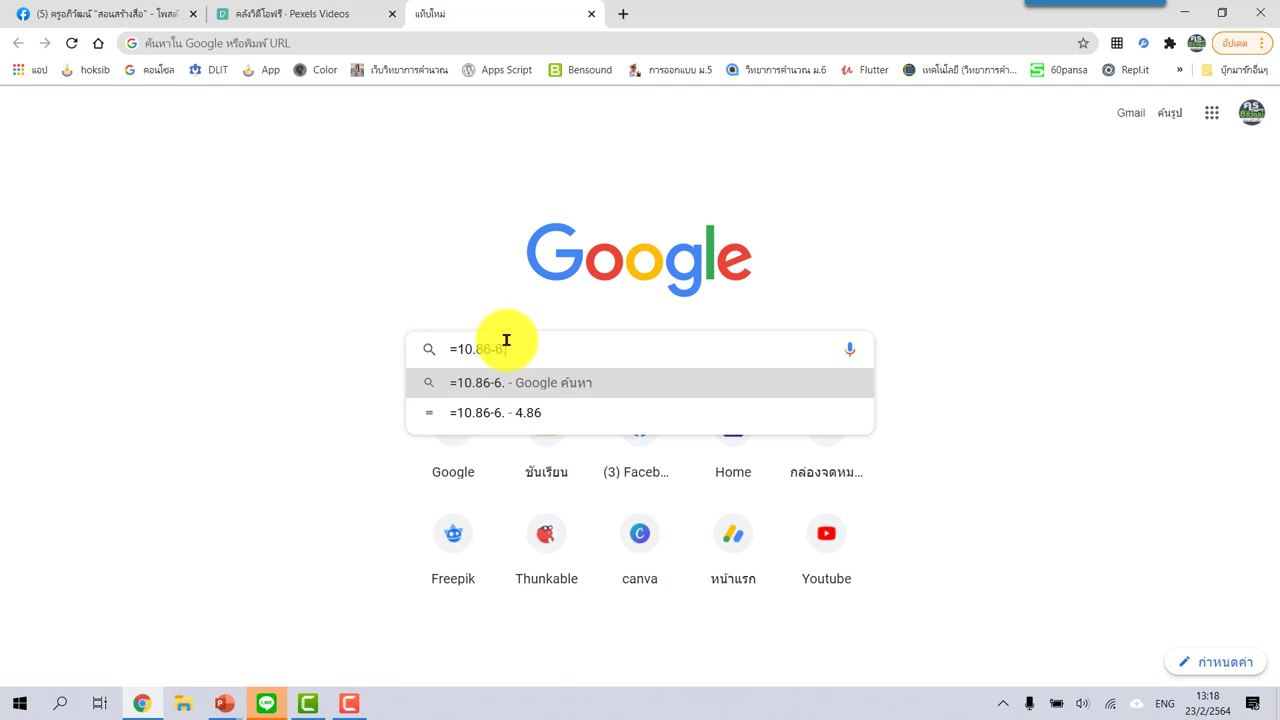 (5) ครูอภิวัฒน์ "สอนสร้างสื่อ" - โพสต์
คลังวิดีโอฟรี · Pexels Videos
แท็บใหม่
ค้นหาใน Google หรือพิมพ์ URL
อัปเดต
แอป
hoksib
คอนโซล
DLIT
App
Color
เว็บวิทยาการคำนวณ
Apps Script
Bensound
การออกแบบ ม.5
วิทยาการคำนวณ ม.6
Flutter
เทคโนโลยี (วิทยาการคำ...
60pansa
Repl.it
»
บุ๊กมาร์กอื่นๆ
Gmail
ค้นรูป
Google
=10.86-6.
=10.86-6. - Google ค้นหา
=10.86-6. - 4.86
Google
ชั้นเรียน
(3) Faceb...
Home
กล่องจดหม...
Freepik
Thunkable
canva
หน้าแรก
Youtube
กำหนดค่า
ENG
13:18
23/2/2564